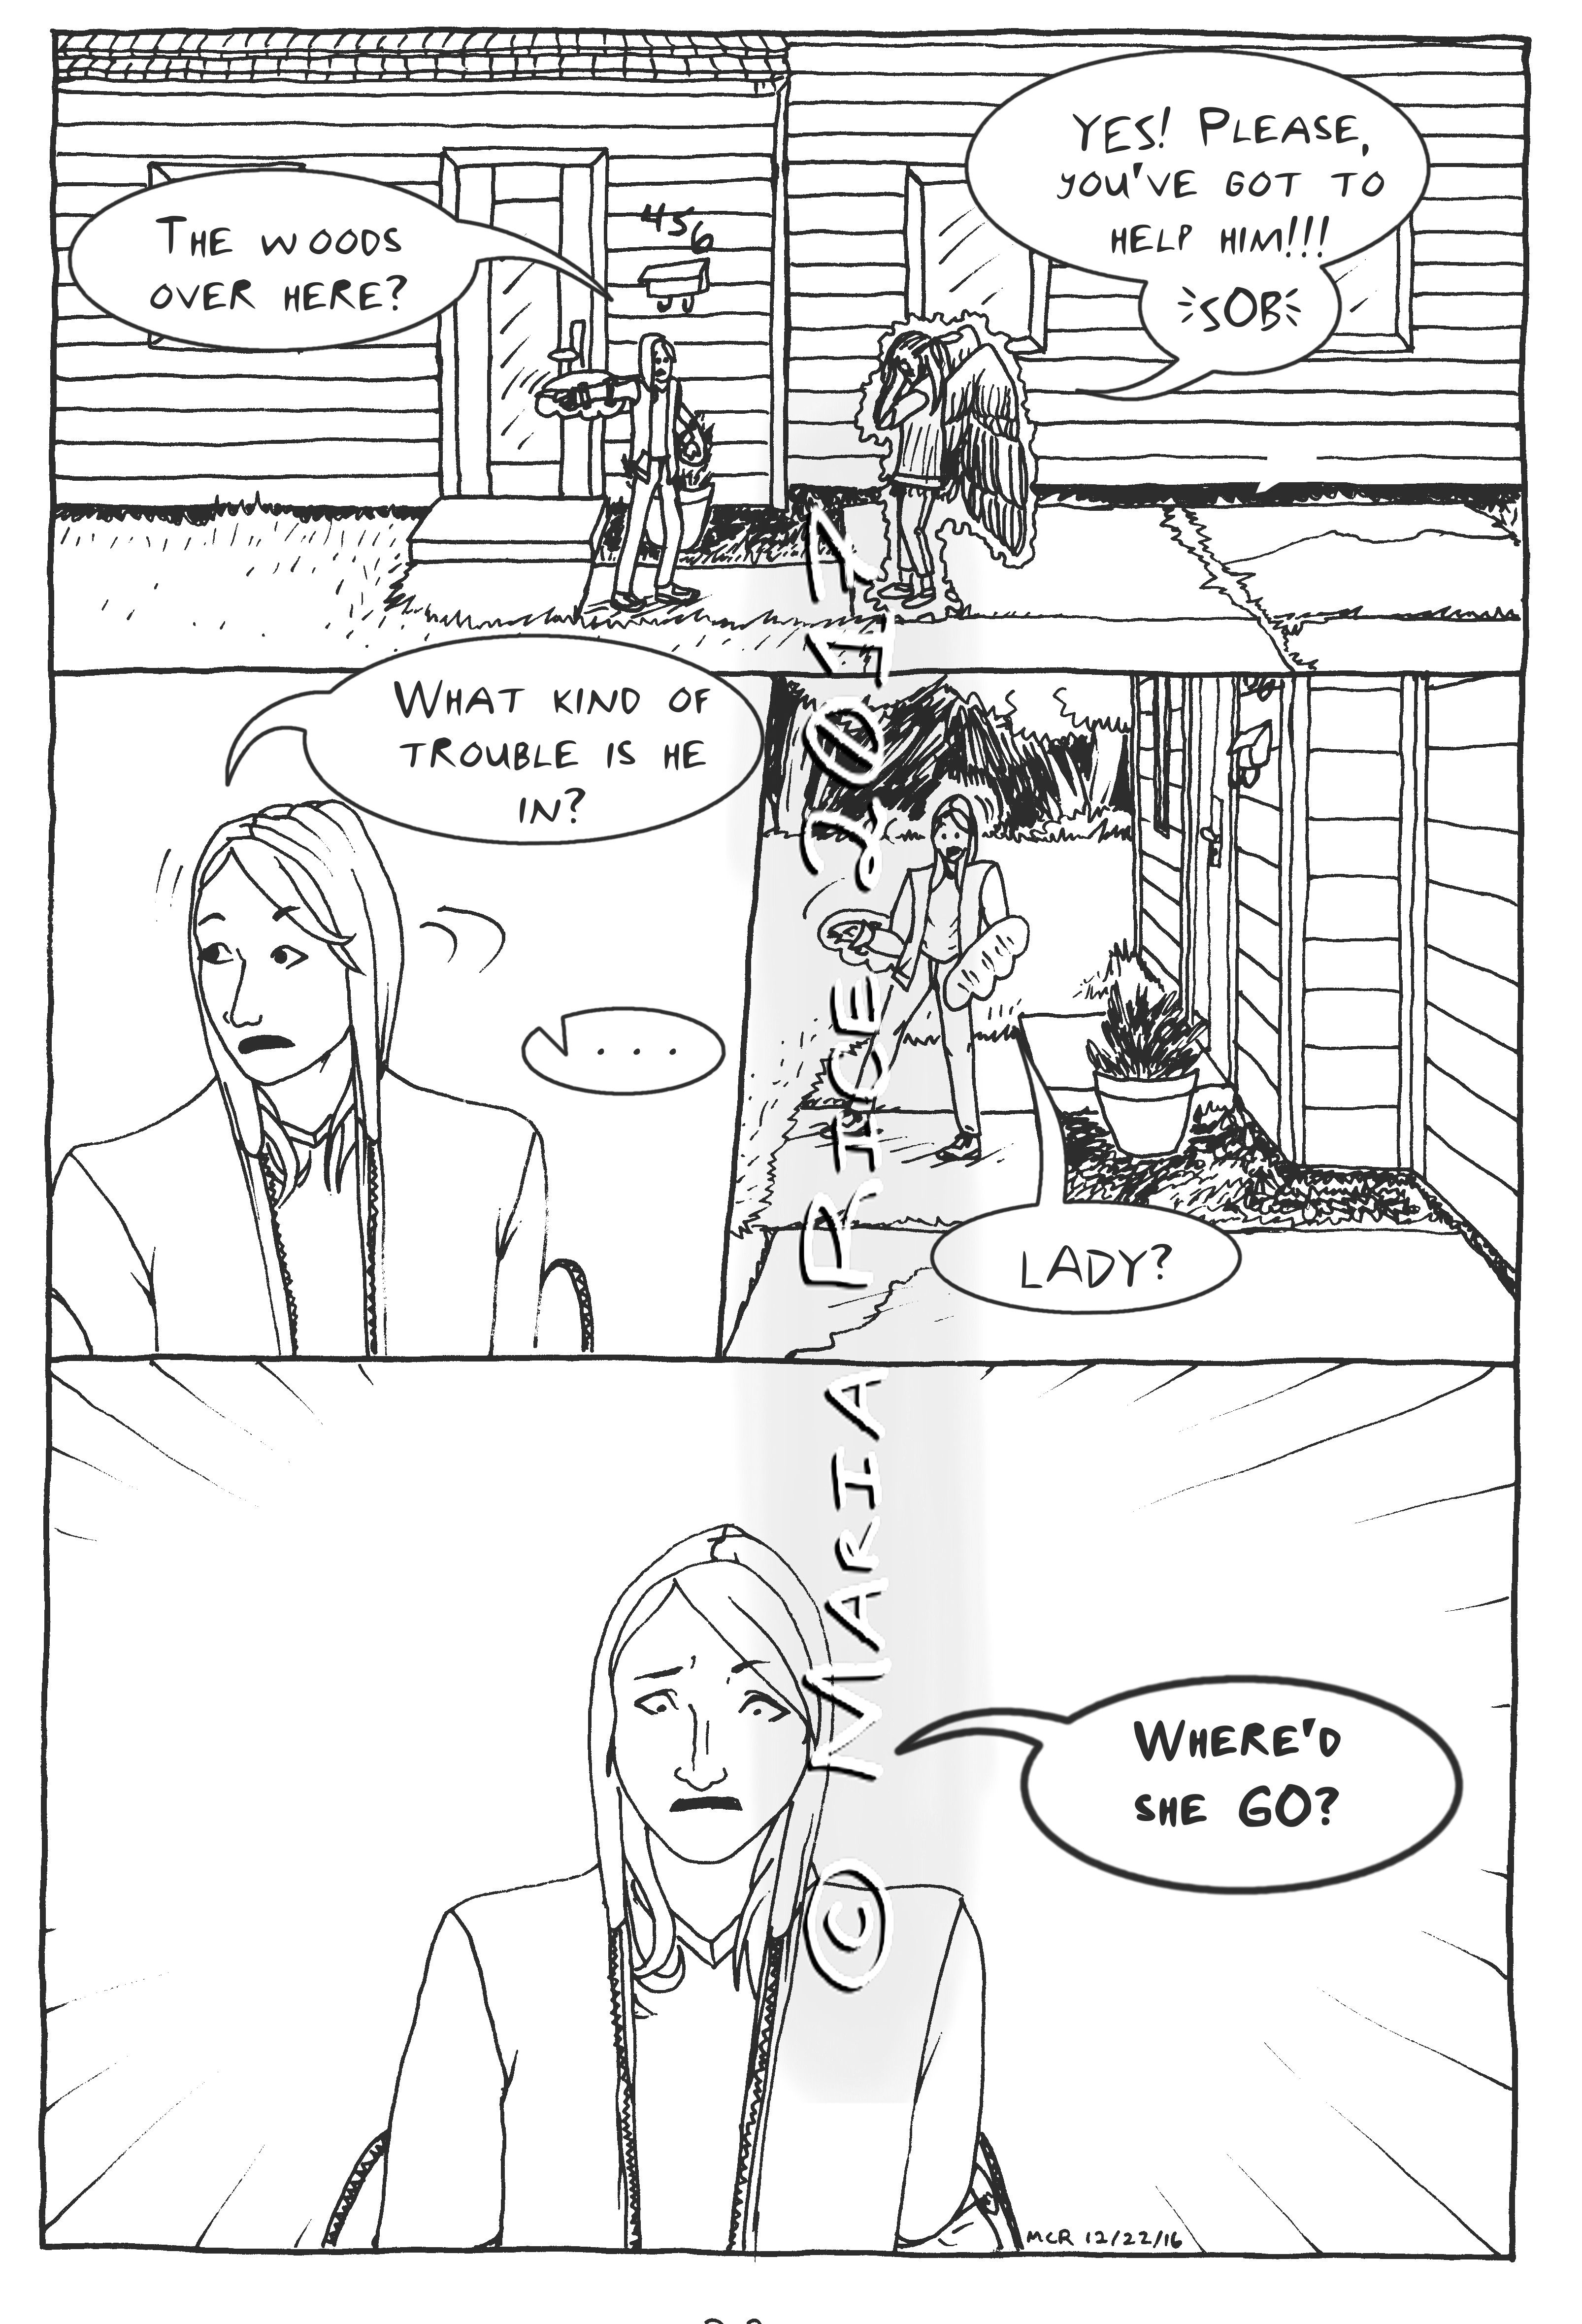 THE WOODS
OVER HERE?
YES! PLEASE,
YOU'VE GOT TO
HELP HIM!!!
SOB
456
WHAT KIND OF
TROUBLE IS HE
IN?
...
LADY?
WHERE'D
SHE GO?
MCR 12/22/16
© MARIA RICE 2017